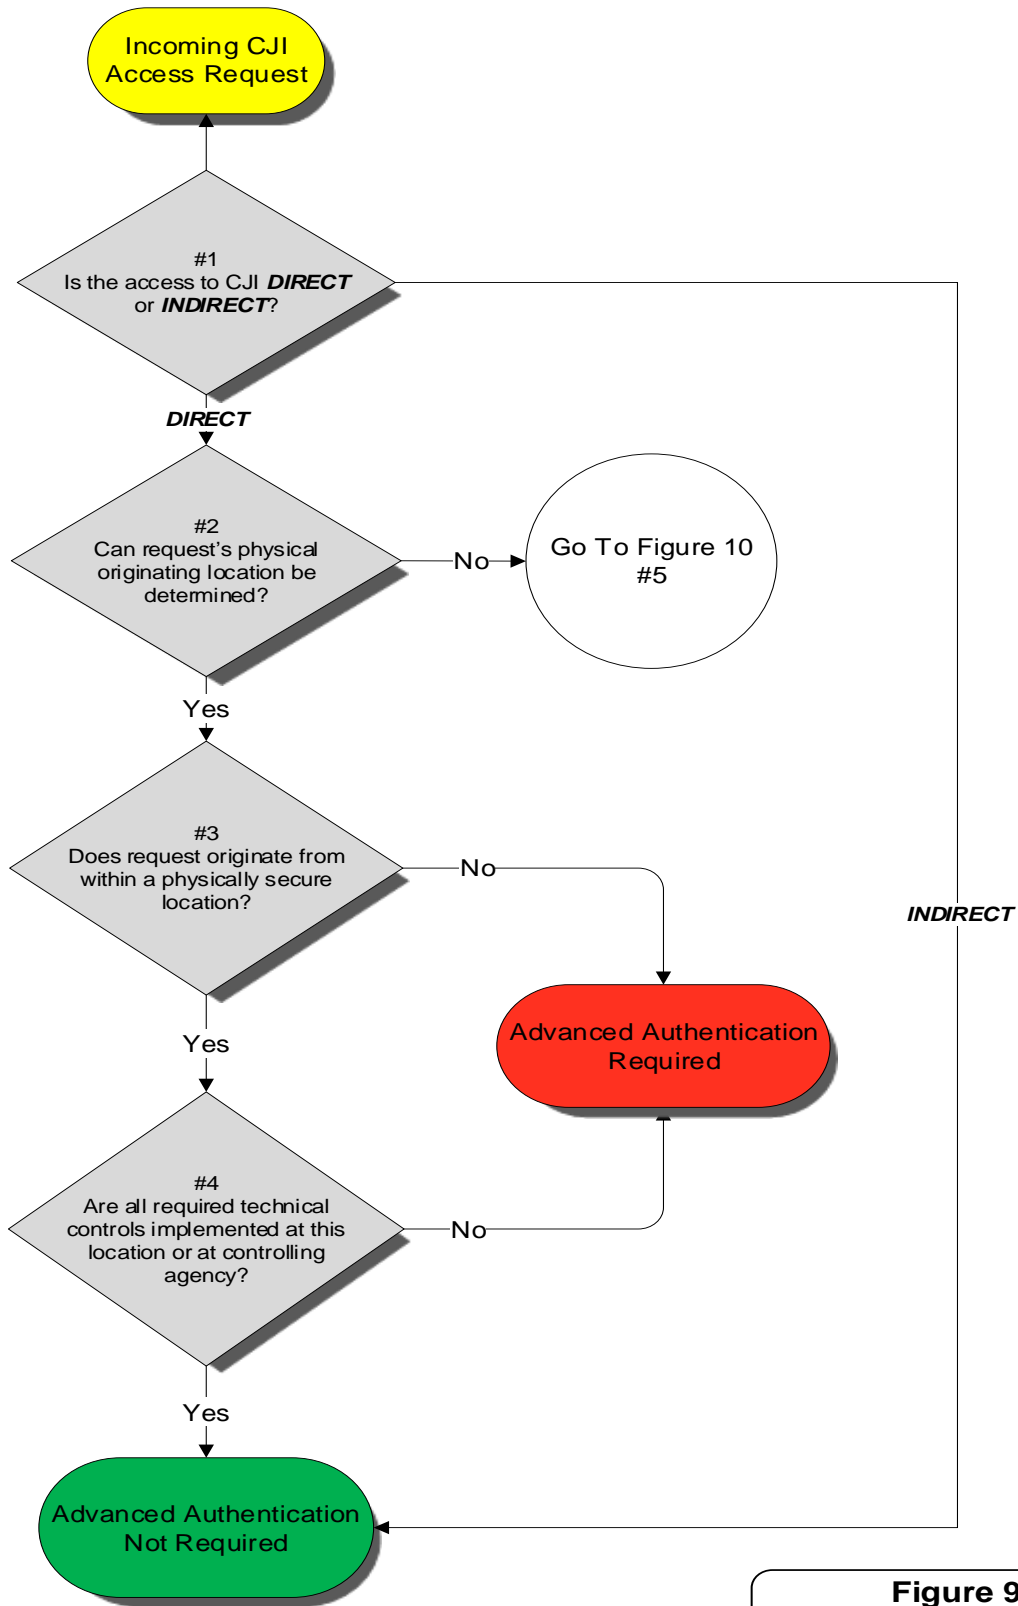 Incoming CJI
Access Request
#1
Is the access to CJI DIRECT
or INDIRECT?
DIRECT
#2
Can request's physical
originating location be
determined?
No
Go To Figure 10
#5
Yes
#3
Does request originate from
within a physically secure
location?
No
INDIRECT
Advanced Authentication
Required
Yes
#4
Are all required technical
controls implemented at this
location or at controlling
agency?
No
Yes
Advanced Authentication
Not Required
Figure 9